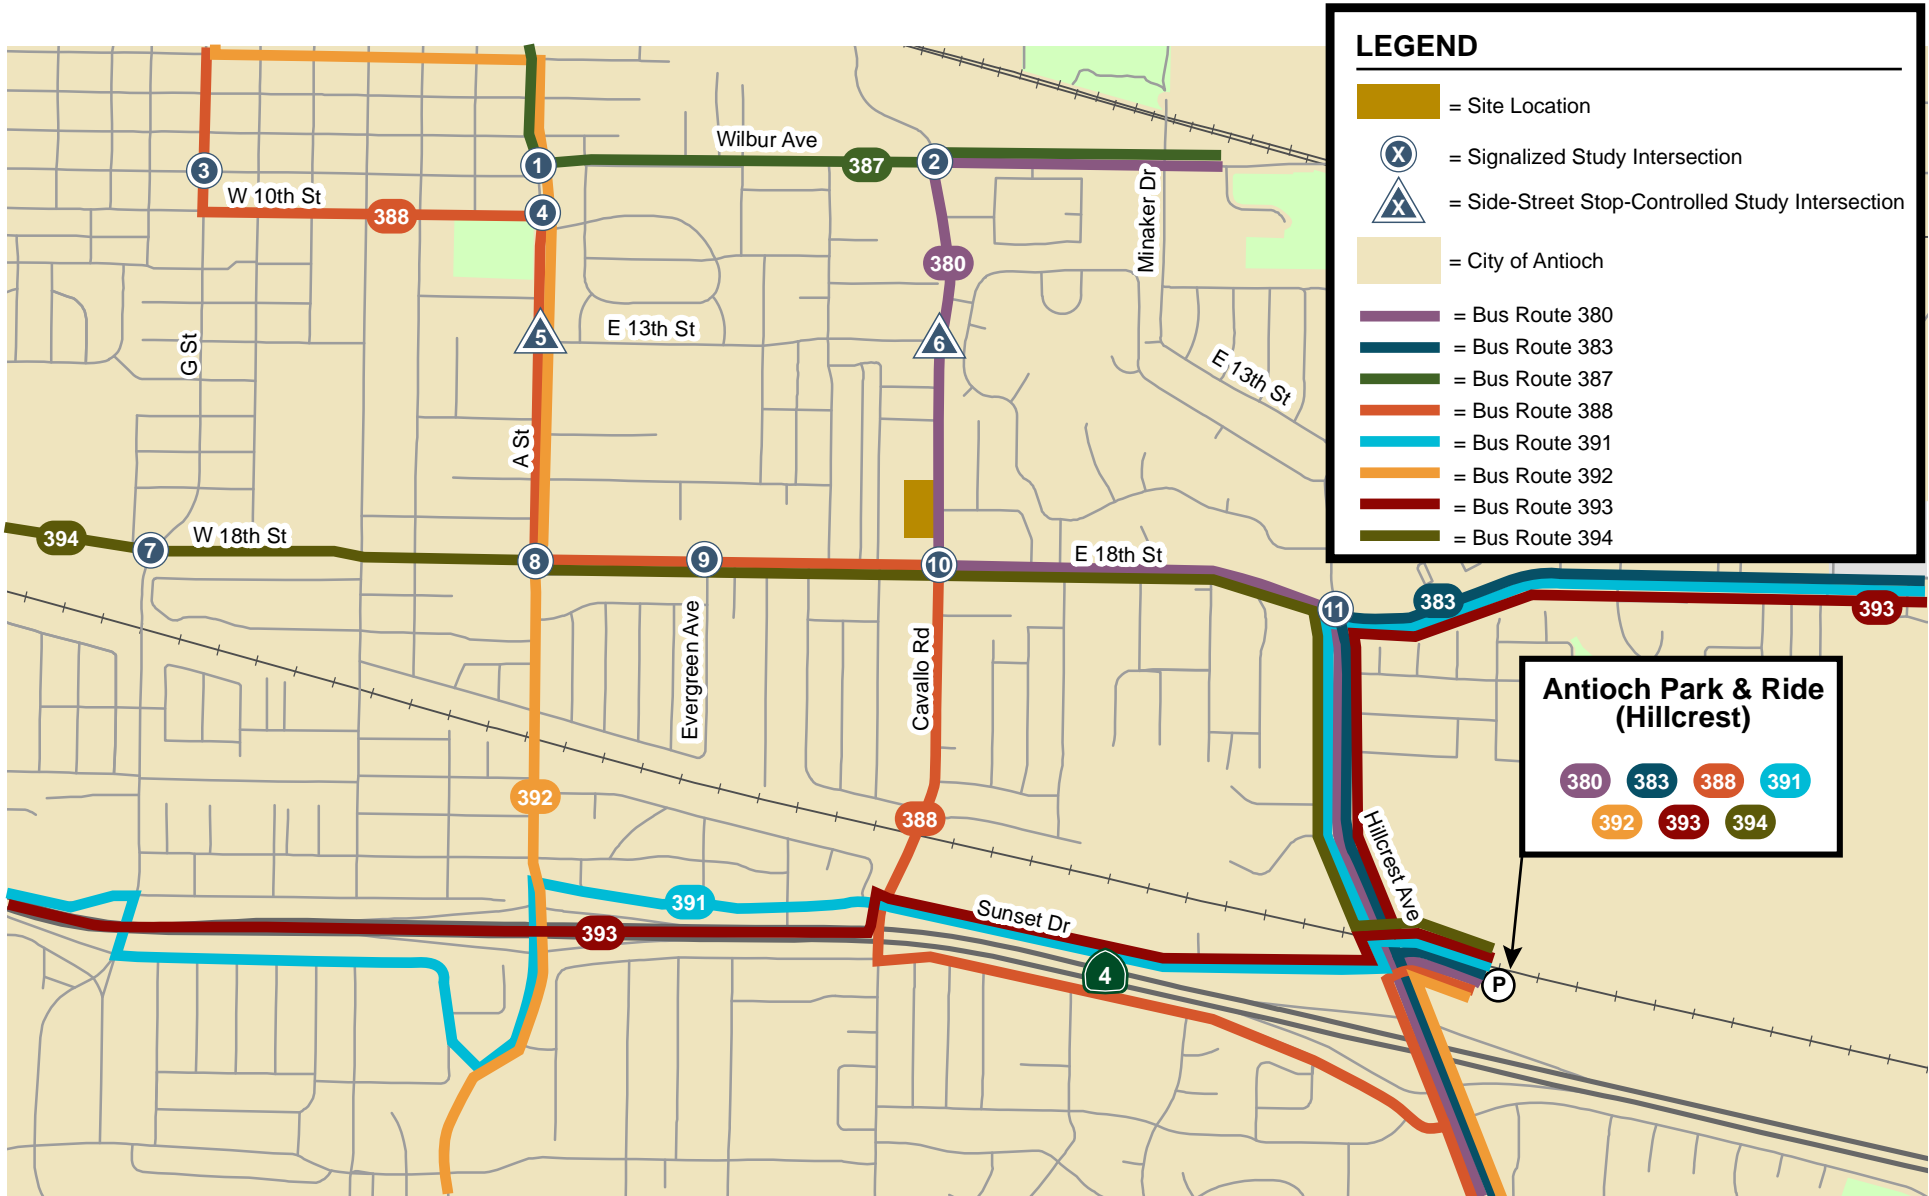 LEGEND
= Site Location
X = Signalized Study Intersection
X = Side-Street Stop-Controlled Study Intersection
= City of Antioch
= Bus Route 380
= Bus Route 383
= Bus Route 387
= Bus Route 388
= Bus Route 391
= Bus Route 392
= Bus Route 393
= Bus Route 394
Wilbur Ave
387
1
2
3
W 10th St
388
4
Minaker Dr
380
G St
5
E 13th St
6
E 13th St
A St
394
7
W 18th St
8
9
10
E 18th St
11
383
393
Evergreen Ave
Cavallo Rd
Antioch Park & Ride
(Hillcrest)
380 383 388 391
392 393 394
392
388
Hillcrest Ave
391
393
Sunset Dr
4
P